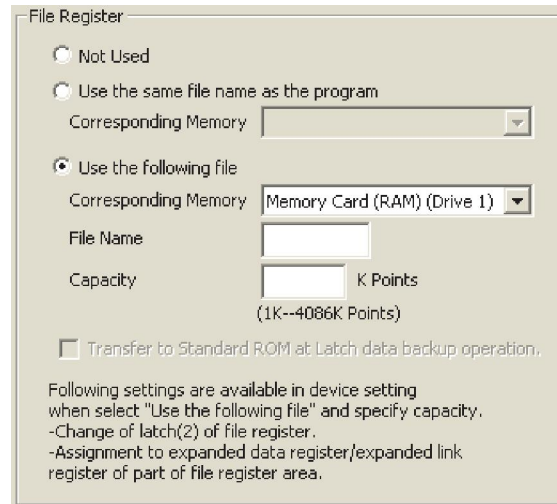 File Register
Not Used
Use the same file name as the program
Corresponding Memory
Use the following file
Corresponding Memory Memory Card (RAM) (Drive 1)
File Name
Capacity K Points
(1K--4086K Points)
Transfer to Standard ROM at Latch data backup operation.
Following settings are available in device setting
when select "Use the following file" and specify capacity.
-Change of latch(2) of file register.
-Assignment to expanded data register/expanded link
register of part of file register area.